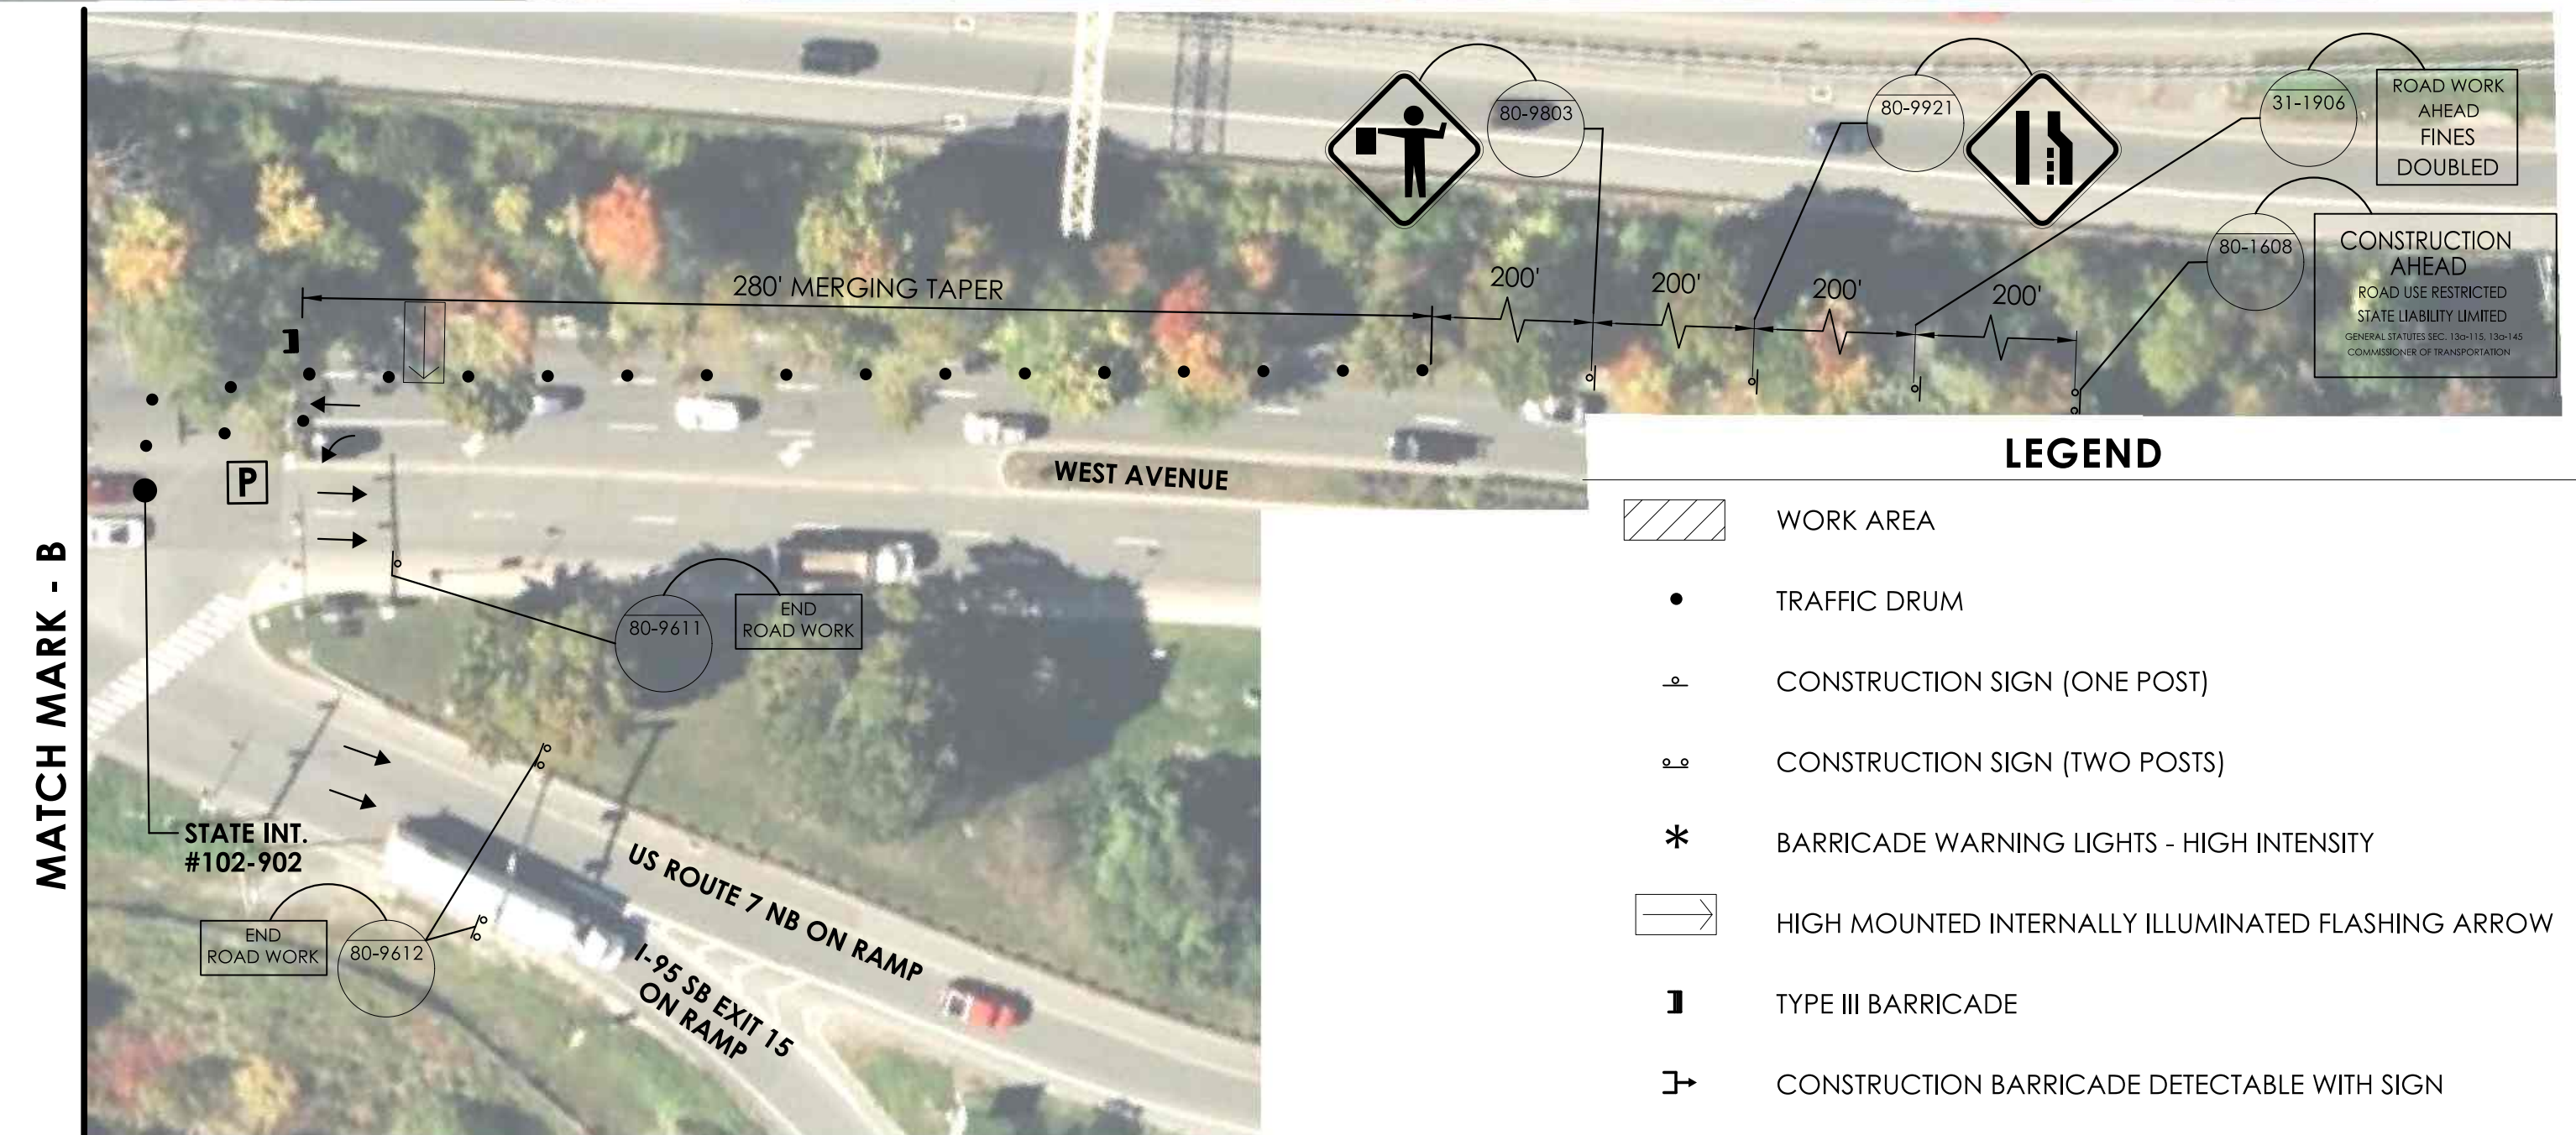 80-9803
80-9921
31-1906
ROAD WORK
AHEAD
FINES
DOUBLED
80-1608
CONSTRUCTION
AHEAD
ROAD USE RESTRICTED
STATE LIABILITY LIMITED
GENERAL STATUTES SEC. 13a-115, 13a-145
COMMISSIONER OF TRANSPORTATION
280' MERGING TAPER
200'
200'
200'
200'
P
WEST AVENUE
MATCH MARK - B
80-9611
END
ROAD WORK
STATE INT.
#102-902
END
ROAD WORK
80-9612
US ROUTE 7 NB ON RAMP
I-95 SB EXIT 15
ON RAMP
LEGEND
WORK AREA
TRAFFIC DRUM
CONSTRUCTION SIGN (ONE POST)
CONSTRUCTION SIGN (TWO POSTS)
BARRICADE WARNING LIGHTS - HIGH INTENSITY
HIGH MOUNTED INTERNALLY ILLUMINATED FLASHING ARROW
TYPE III BARRICADE
CONSTRUCTION BARRICADE DETECTABLE WITH SIGN